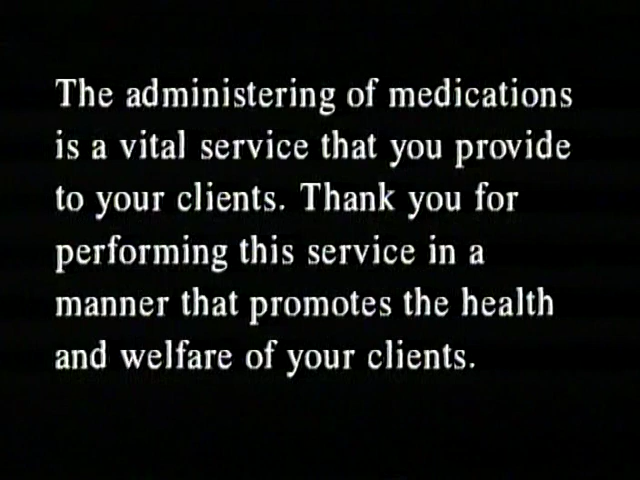 The administering of medications
is a vital service that you provide
to your clients. Thank you for
performing this service in a
manner that promotes the health
and welfare of your clients.